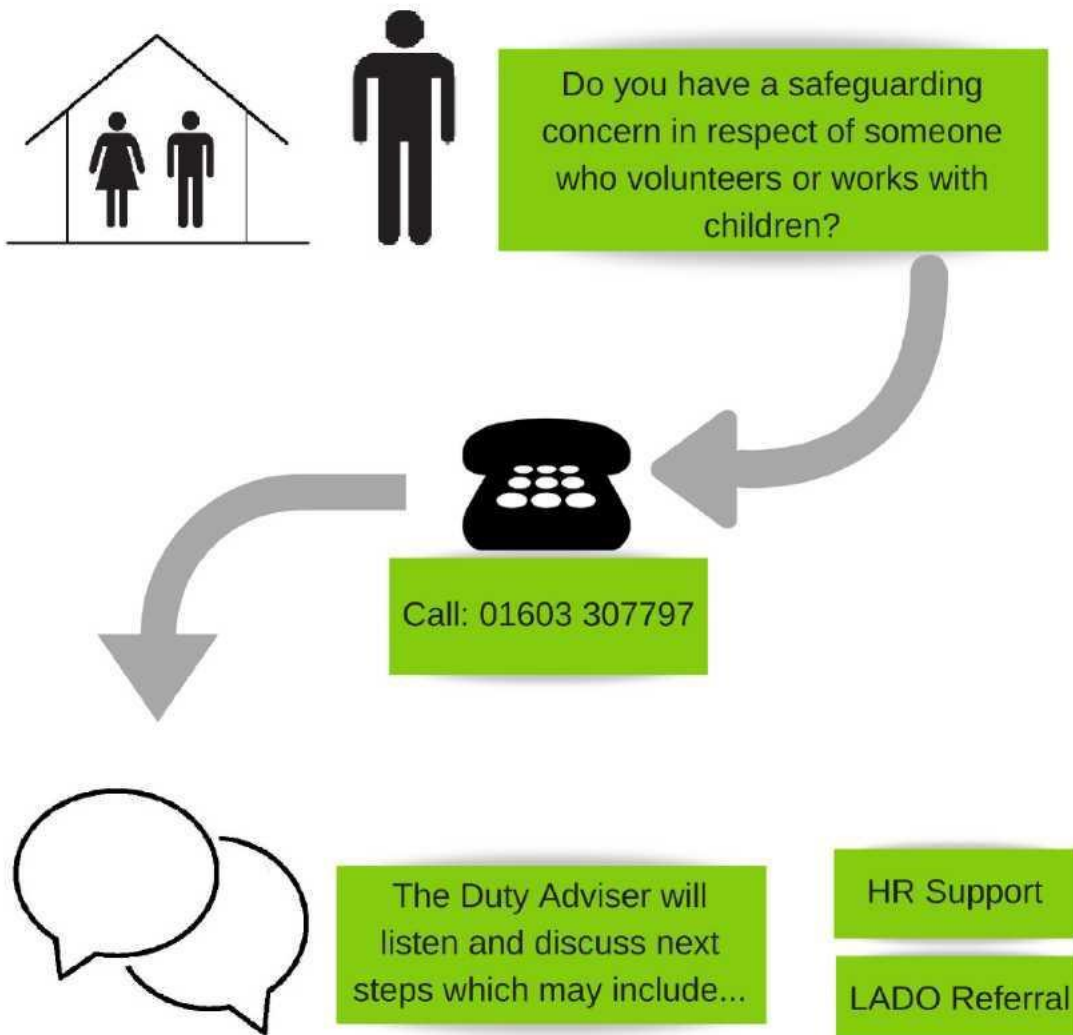 Do you have a safeguarding
concern in respect of someone
who volunteers or works with
children?
Call: 01603 307797
The Duty Adviser will
listen and discuss next
steps which may include...
HR Support
LADO Referral